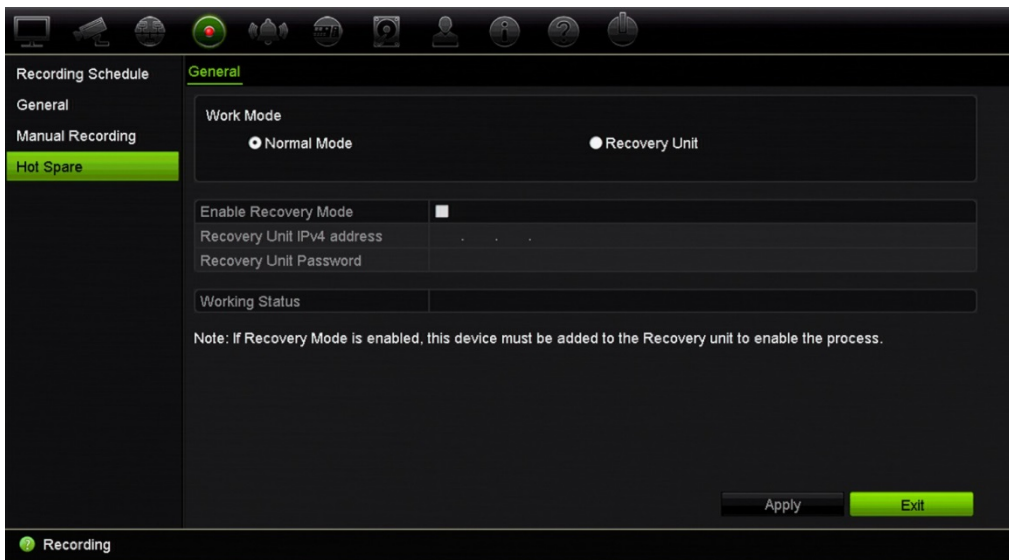 Recording Schedule
General
Manual Recording
Hot Spare
General
Work Mode
Normal Mode
Recovery Unit
Enable Recovery Mode
Recovery Unit IPv4 address
. . .
Recovery Unit Password
Working Status
Note: If Recovery Mode is enabled, this device must be added to the Recovery unit to enable the process.
Apply
Exit
Recording